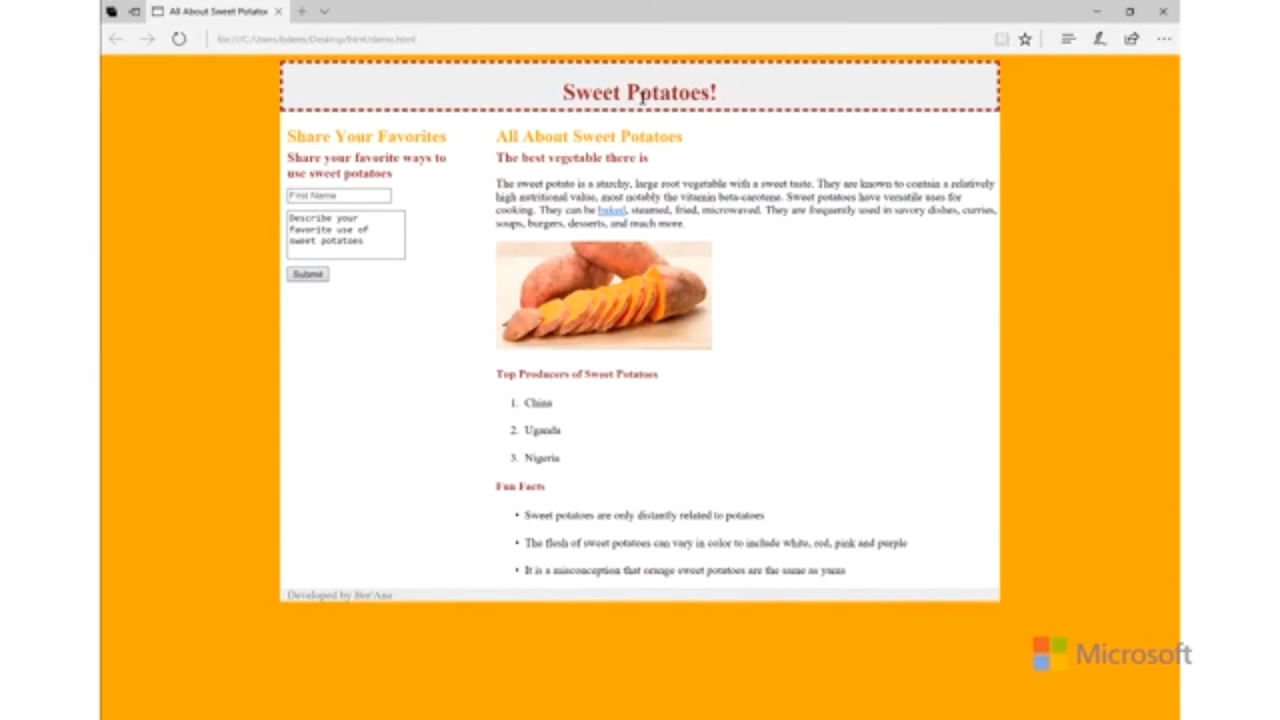 All About Sweet Potatoe
Sweet Potatoes!
Share Your Favorites
Share your favorite ways to
use sweet potatoes
First Name
Describe your
favorite use of
sweet potatoes
Submit
All About Sweet Potatoes
The best vegetable there is
The sweet potato is a starchy, large root vegetable with a sweet taste. They are known to contain a relatively
high nutritional value, most notably the vitamin beta-carotene. Sweet potatoes have versatile uses for
cooking. They can be baked, steamed, fried, microwaved. They are frequently used in savory dishes, curries,
soups, burgers, desserts, and much more.
Top Producers of Sweet Potatoes
1. China
2. Uganda
3. Nigeria
Fun Facts
• Sweet potatoes are only distantly related to potatoes
• The flesh of sweet potatoes can vary in color to include white, red, pink and purple
• It is a misconception that orange sweet potatoes are the same as yams
Developed by Bre'Ana
Microsoft